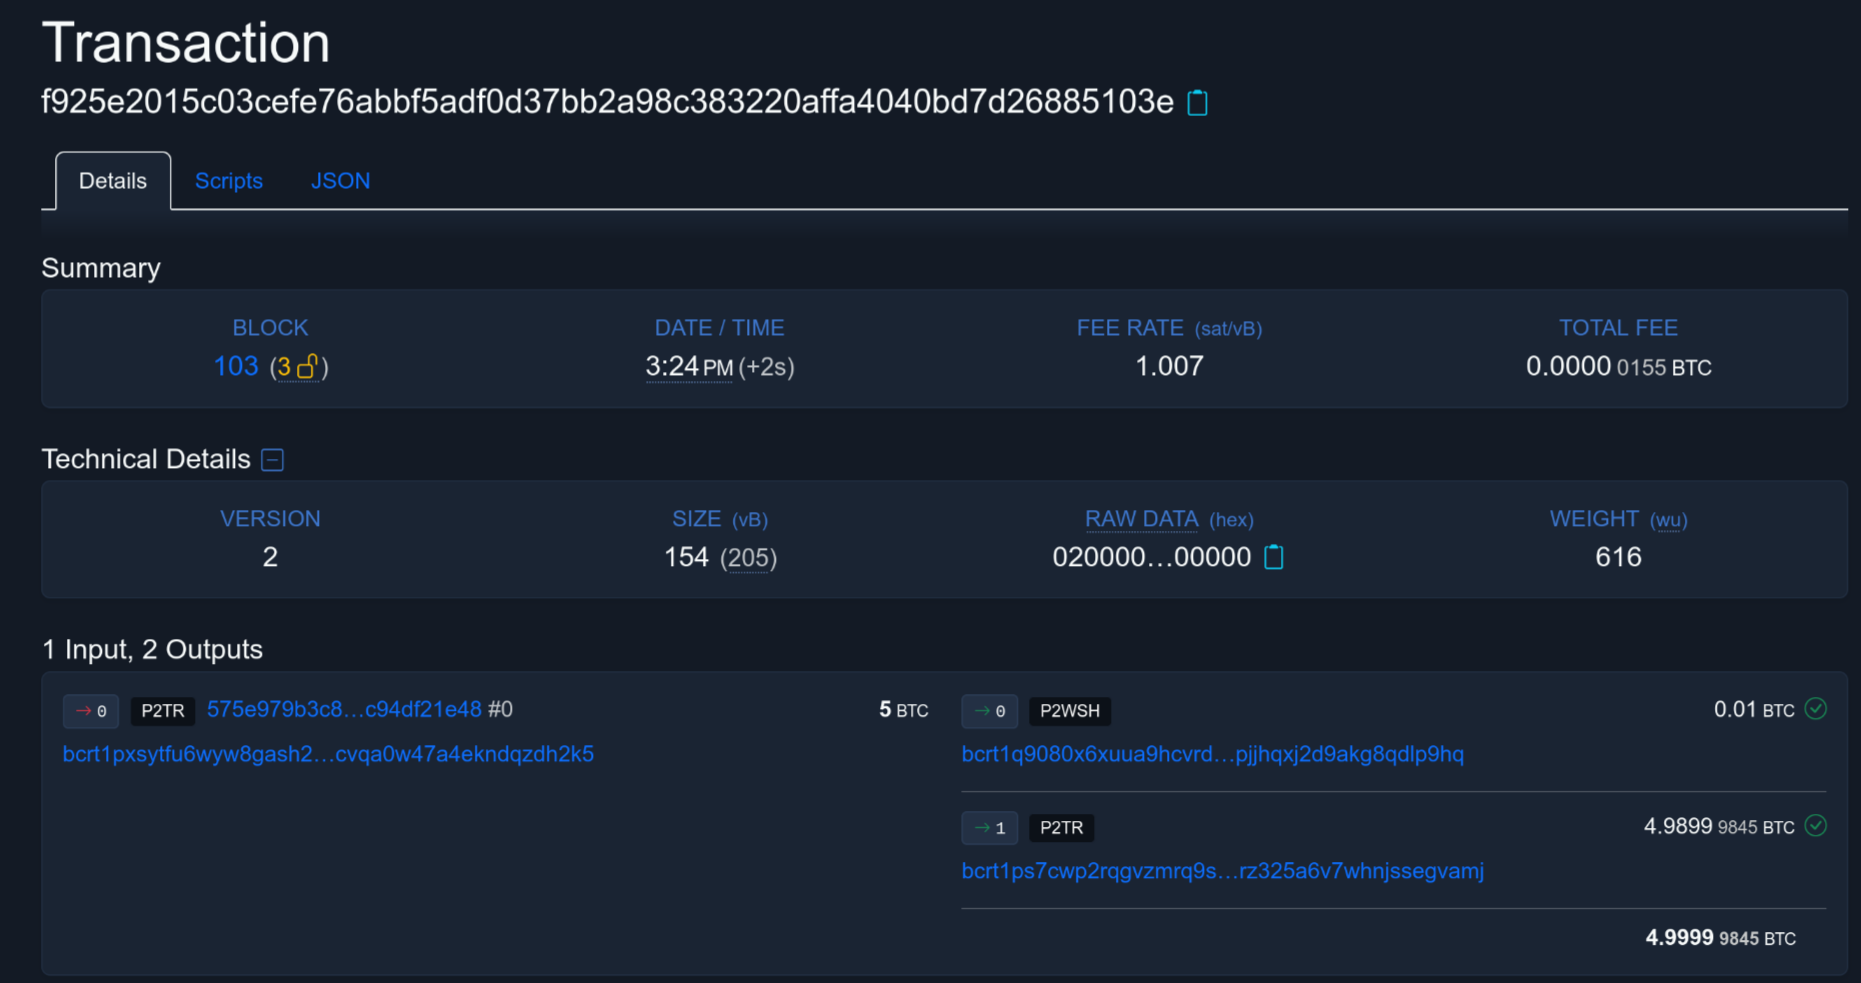 Transaction
f925e2015c03cefe76abbf5adf0d37bb2a98c383220affa4040bd7d26885103e
Details Scripts JSON
Summary
BLOCK DATE / TIME FEE RATE (sat/vB) TOTAL FEE
103 (3) 3:24 PM (+2s) 1.007 0.0000 0155 BTC
Technical Details
VERSION SIZE (vB) RAW DATA (hex) WEIGHT (wu)
2 154 (205) 020000…00000 616
1 Input, 2 Outputs
→ 0 P2TR 575e979b3c8…c94df21e48 #0 5 BTC
bcrt1pxsytfu6wyw8gash2…cvqa0w47a4ekndqzdh2k5
→ 0 P2WSH 0.01 BTC
bcrt1q9080x6xuua9hcvrd…pjjhqxj2d9akg8qdlp9hq
→ 1 P2TR 4.9899 9845 BTC
bcrt1ps7cwp2rqgvzmrq9s…rz325a6v7whnjssegvamj
4.9999 9845 BTC